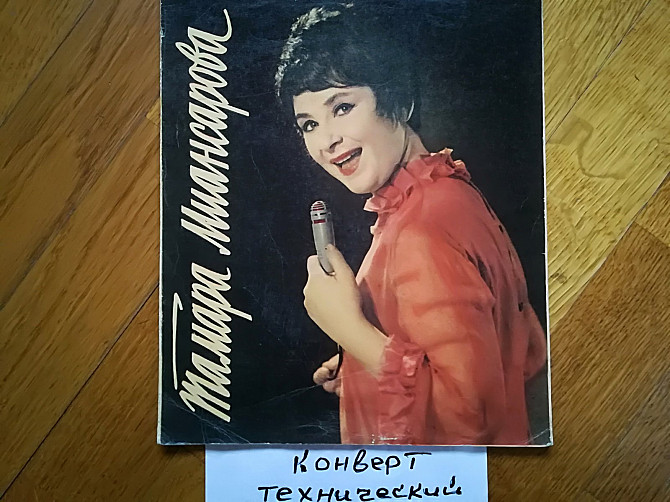 Тамара Миансарова
Конверт
технический